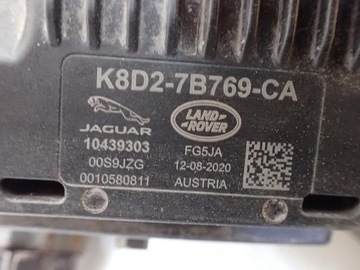 K8D2-7B769-CA
JAGUAR
LAND ROVER
10439303
FG5JA
00S9JZG
12-08-2020
0010580811
AUSTRIA